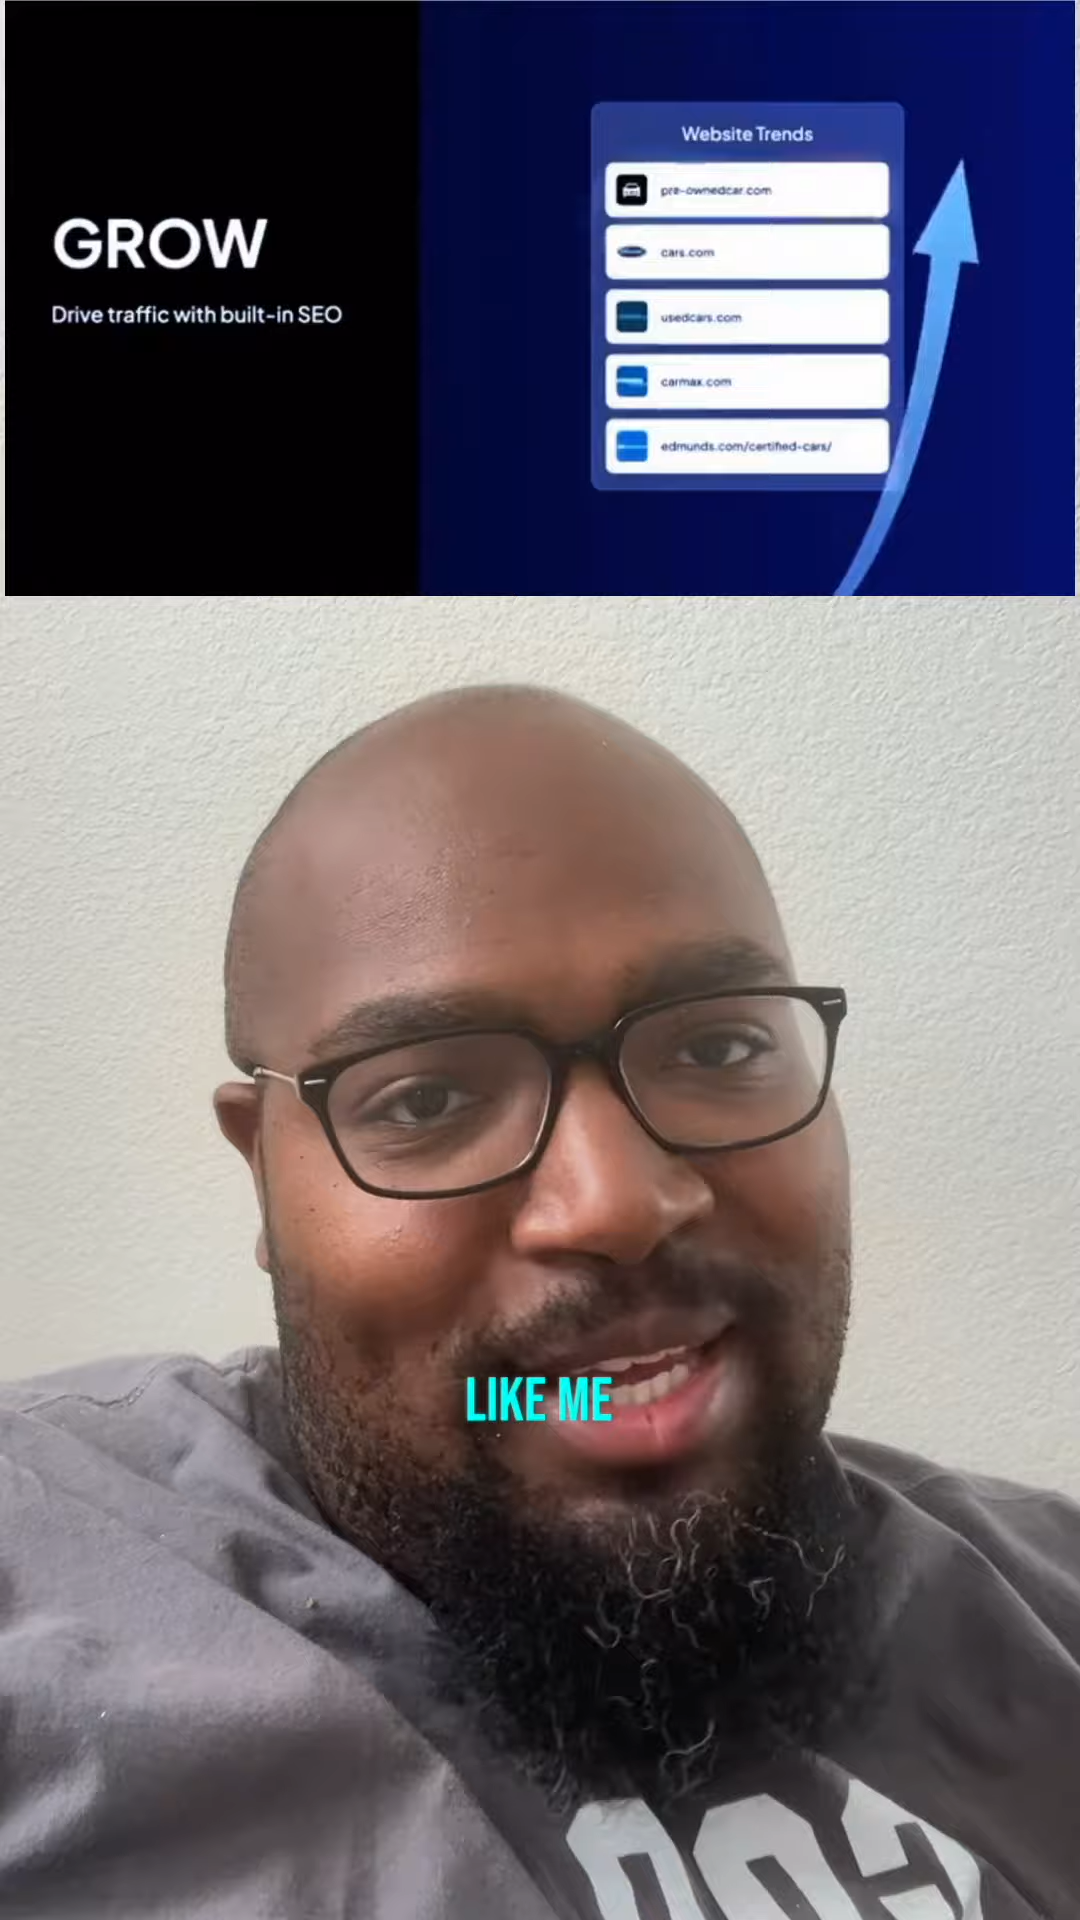 GROW
Drive traffic with built-in SEO
Website Trends
pre-ownedcar.com
cars.com
usedcars.com
carmax.com
edmunds.com/certified-cars/
LIKE ME